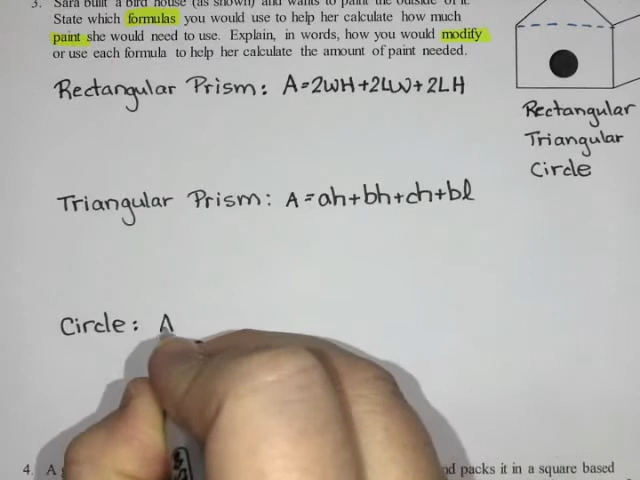 3. Sara built a bird house (as shown) and wants to paint the outside of it.
State which formulas you would use to help her calculate how much
paint she would need to use. Explain, in words, how you would modify
or use each formula to help her calculate the amount of paint needed.
Rectangular Prism: A=2WH+2LW+2LH
Rectangular
Triangular
Circle
Triangular Prism: A=ah+bh+ch+bl
Circle: A
4. A
nd packs it in a square based